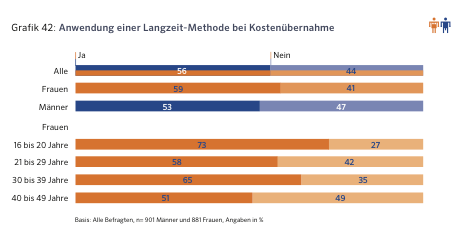 Grafik 42: Anwendung einer Langzeit-Methode bei Kostenübernahme
Ja Nein
Alle 56 44
Frauen 59 41
Männer 53 47
Frauen
16 bis 20 Jahre 73 27
21 bis 29 Jahre 58 42
30 bis 39 Jahre 65 35
40 bis 49 Jahre 51 49
Basis: Alle Befragten, n= 901 Männer und 881 Frauen, Angaben in %